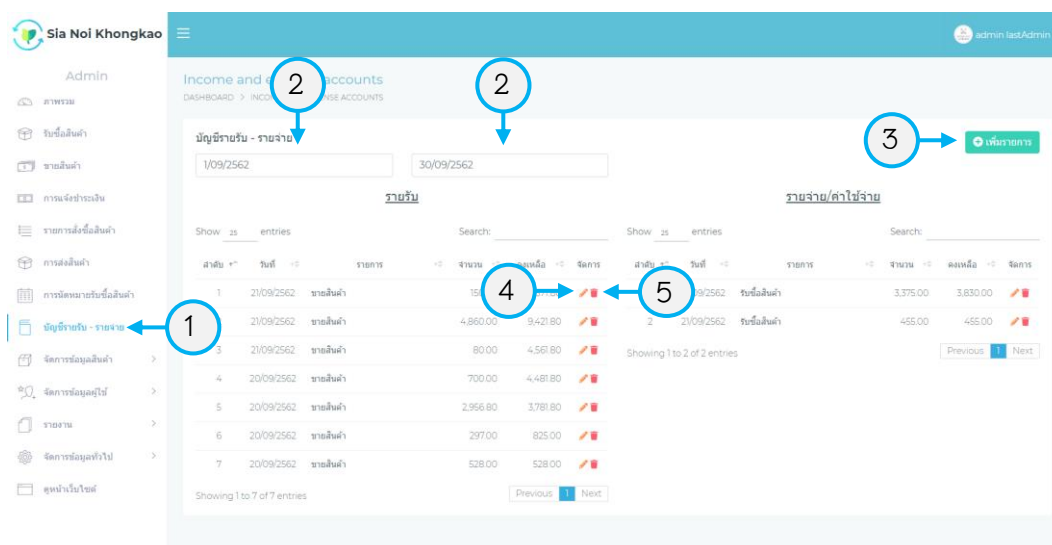 Sia Noi Khongkao
admin lastAdmin
Admin
ภาพรวม
รับซื้อสินค้า
ขายสินค้า
การแจ้งชำระเงิน
รายการสั่งซื้อสินค้า
การส่งสินค้า
การนัดหมายรับซื้อสินค้า
บัญชีรายรับ - รายจ่าย
จัดการข้อมูลสินค้า
จัดการข้อมูลผู้ใช้
รายงาน
จัดการข้อมูลทั่วไป
ดูหน้าเว็บไซต์
1
Income and accounts
DASHBOARD > ACCOUNTS
2
2
3
บัญชีรายรับ - รายจ่าย
เพิ่มรายการ
1/09/2562
30/09/2562
รายรับ
Show 25 entries
Search:
ลำดับ วันที่ รายการ จำนวน คงเหลือ จัดการ
1 21/09/2562 ขายสินค้า
4
21/09/2562 ขายสินค้า 4,860.00 9,421.80
3 21/09/2562 ขายสินค้า 80.00 4,561.80
4 20/09/2562 ขายสินค้า 700.00 4,481.80
5 20/09/2562 ขายสินค้า 2,956.80 3,781.80
6 20/09/2562 ขายสินค้า 297.00 825.00
7 20/09/2562 ขายสินค้า 528.00 528.00
Showing 1 to 7 of 7 entries
Previous 1 Next
รายจ่าย/ค่าใช้จ่าย
Show 25 entries
Search:
ลำดับ วันที่ รายการ จำนวน คงเหลือ จัดการ
5
รับซื้อสินค้า 3,375.00 3,830.00
2 21/09/2562 รับซื้อสินค้า 455.00 455.00
Showing 1 to 2 of 2 entries
Previous 1 Next